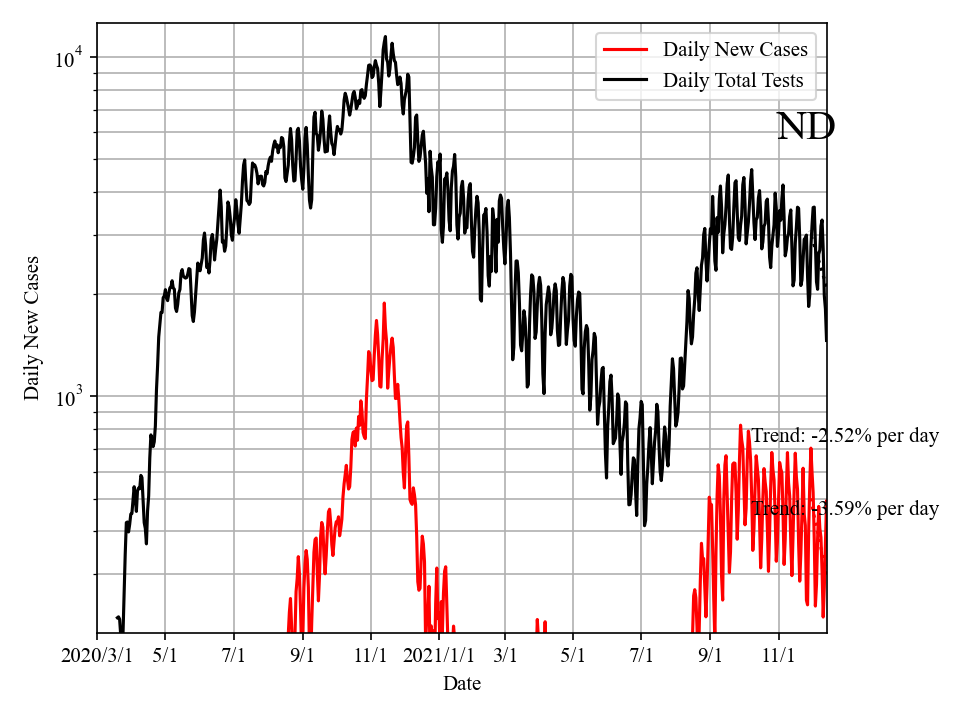 Daily New Cases
Daily Total Tests
ND
10^4
10^3
Daily New Cases
Trend: -2.52% per day
Trend: -3.59% per day
2020/3/1 5/1 7/1 9/1 11/1 2021/1/1 3/1 5/1 7/1 9/1 11/1
Date